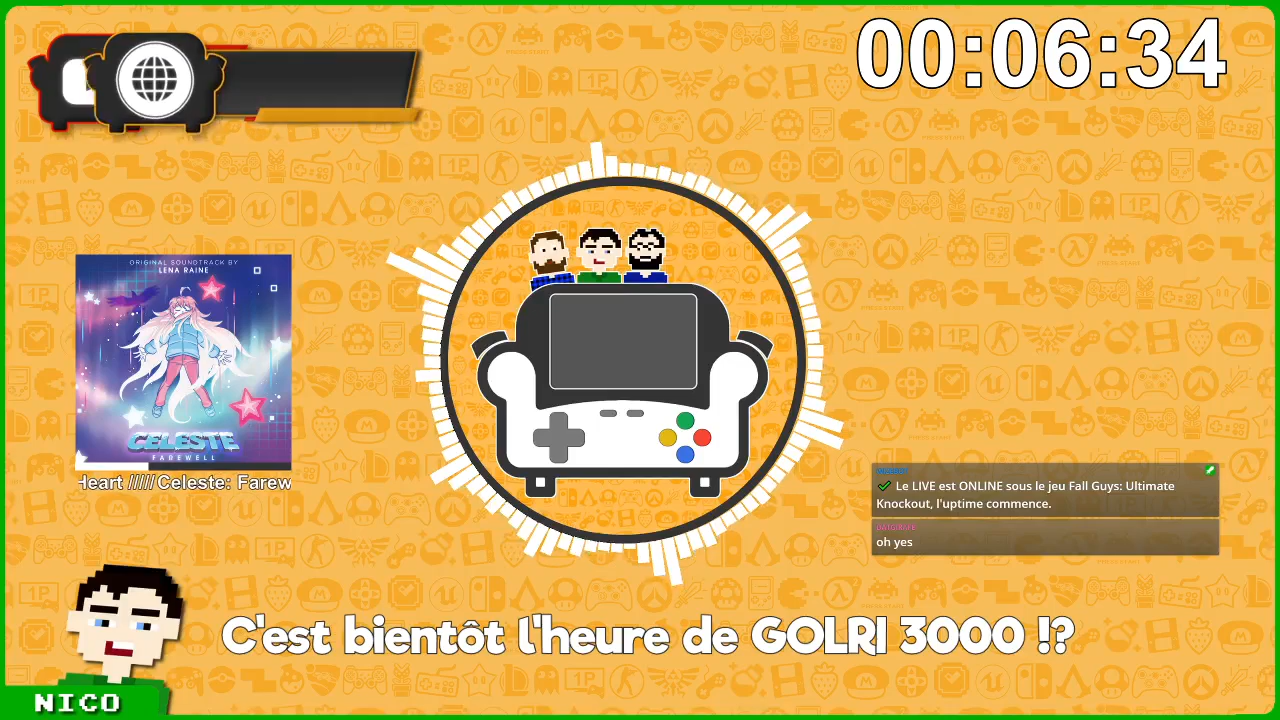 00:06:34
ORIGINAL SOUNDTRACK BY
LENA RAINE
CELESTE
FAREWELL
Heart ///// Celeste: Farew
Le LIVE est ONLINE sous le jeu Fall Guys: Ultimate
Knockout, l'uptime commence.
oh yes
C'est bientôt l'heure de GOLRI 3000 !?
NICO